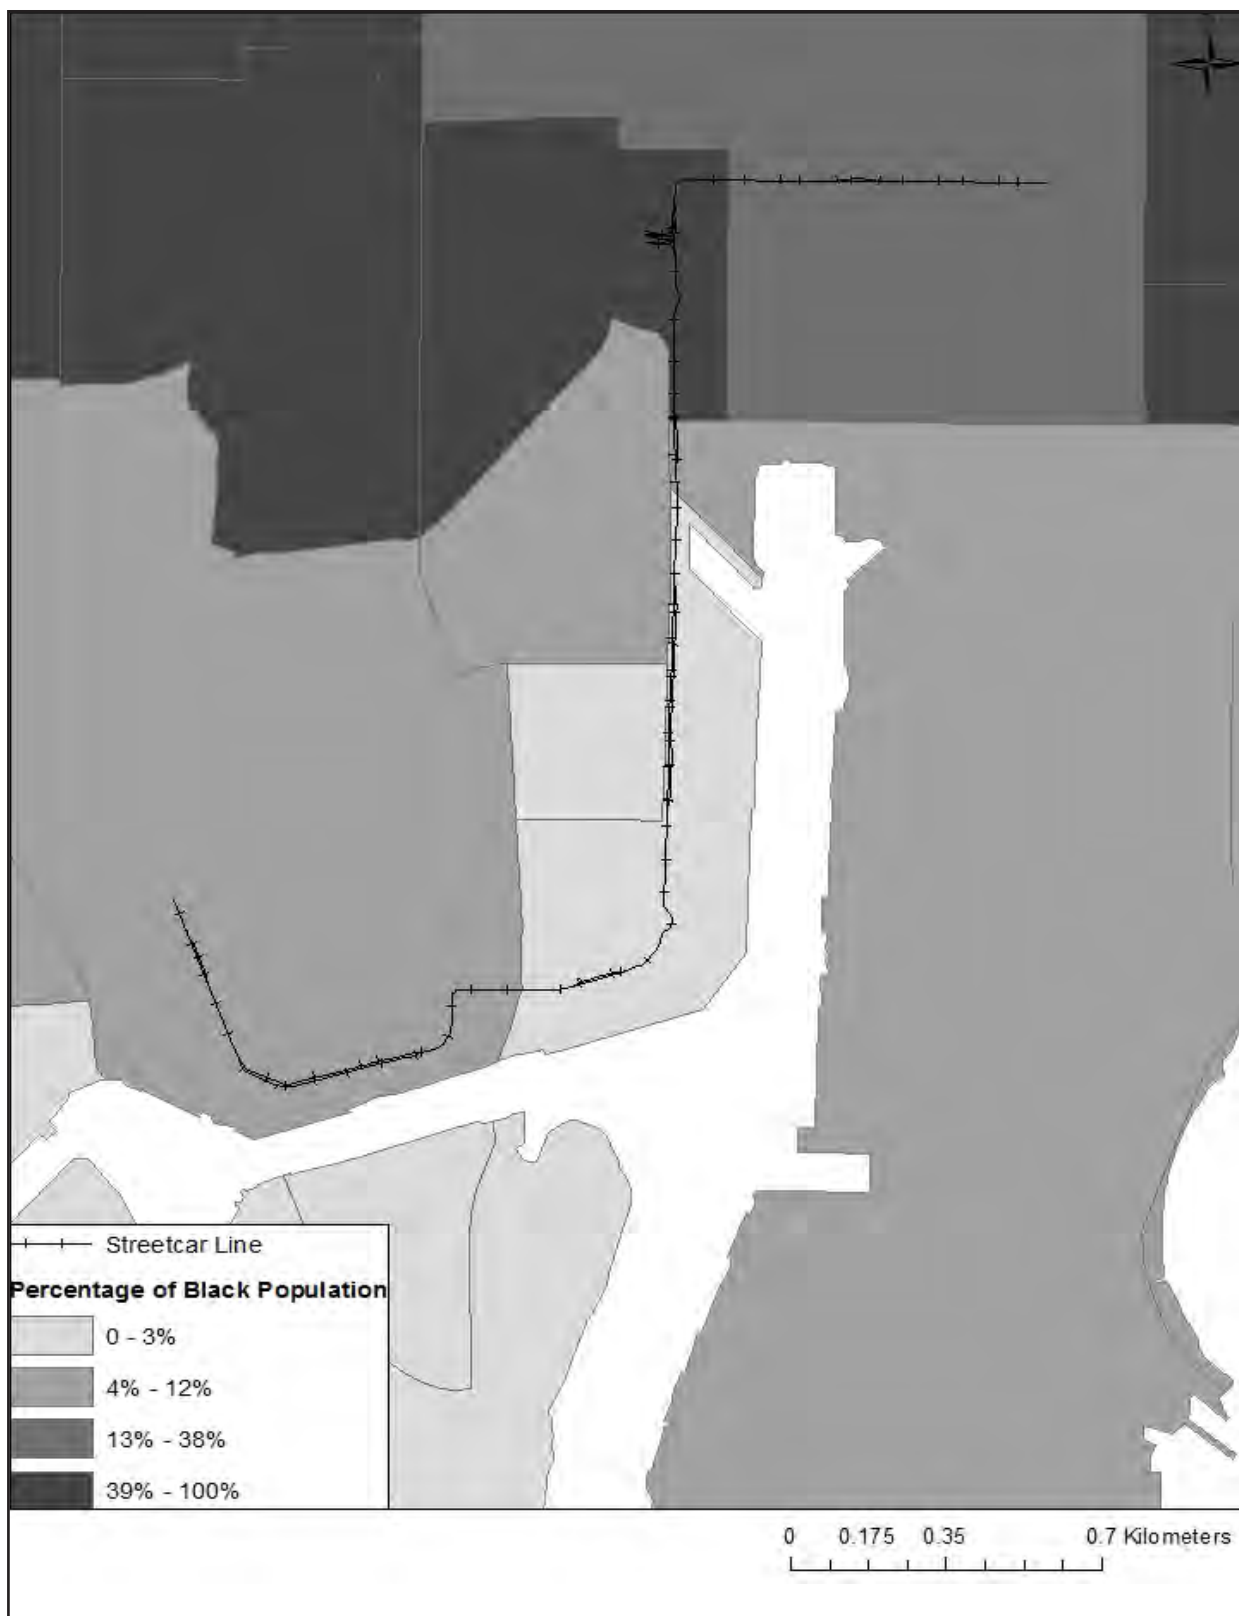 Streetcar Line
Percentage of Black Population
0 - 3%
4% - 12%
13% - 38%
39% - 100%
0 0.175 0.35 0.7 Kilometers